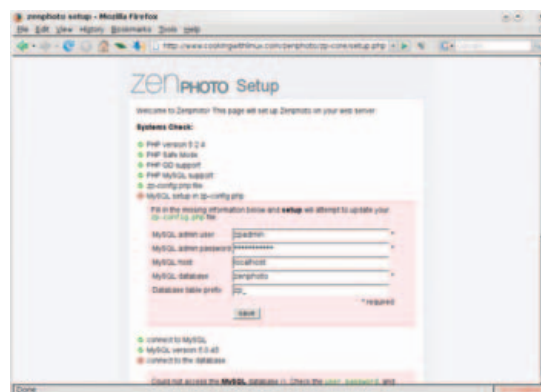 zenphoto setup - Mozilla Firefox
File Edit View History Bookmarks Tools Help
http://www.cookingwithlinux.com/zenphoto/zp-core/setup.php
zenPHOTO Setup
Welcome to Zenphoto! This page will set up Zenphoto on your web server.
Systems Check:
PHP version 5.2.4
PHP Safe Mode
PHP GD support
PHP MySQL support
zp-config.php file
MySQL setup in zp-config.php
Fill in the missing information below and setup will attempt to update your
zp-config.php file.
MySQL admin user zpadmin *
MySQL admin password *********** *
MySQL host localhost
MySQL database zenphoto *
Database table prefix zp_
* required
save
connect to MySQL
MySQL version 5.0.45
connect to the database
Could not access the MySQL database (). Check the user, password, and
Done